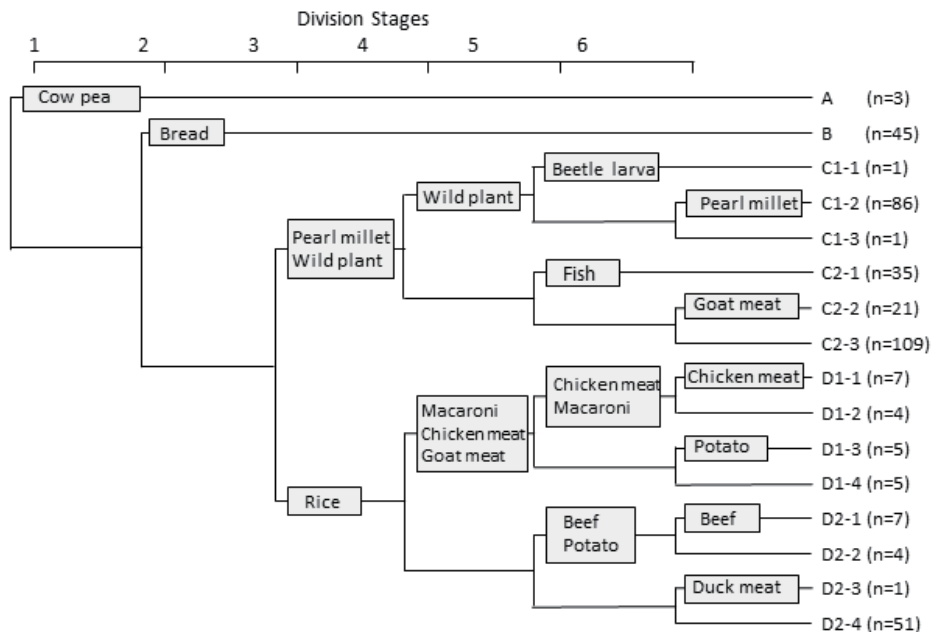 Division Stages
1 2 3 4 5 6
Cow pea
A (n=3)
Bread
B (n=45)
Beetle larva
C1-1 (n=1)
Wild plant
Pearl millet
C1-2 (n=86)
Pearl millet
Wild plant
C1-3 (n=1)
Fish
C2-1 (n=35)
Goat meat
C2-2 (n=21)
C2-3 (n=109)
Chicken meat
D1-1 (n=7)
Chicken meat
Macaroni
D1-2 (n=4)
Macaroni
Chicken meat
Goat meat
Potato
D1-3 (n=5)
D1-4 (n=5)
Rice
Beef
Potato
Beef
D2-1 (n=7)
D2-2 (n=4)
Duck meat
D2-3 (n=1)
D2-4 (n=51)